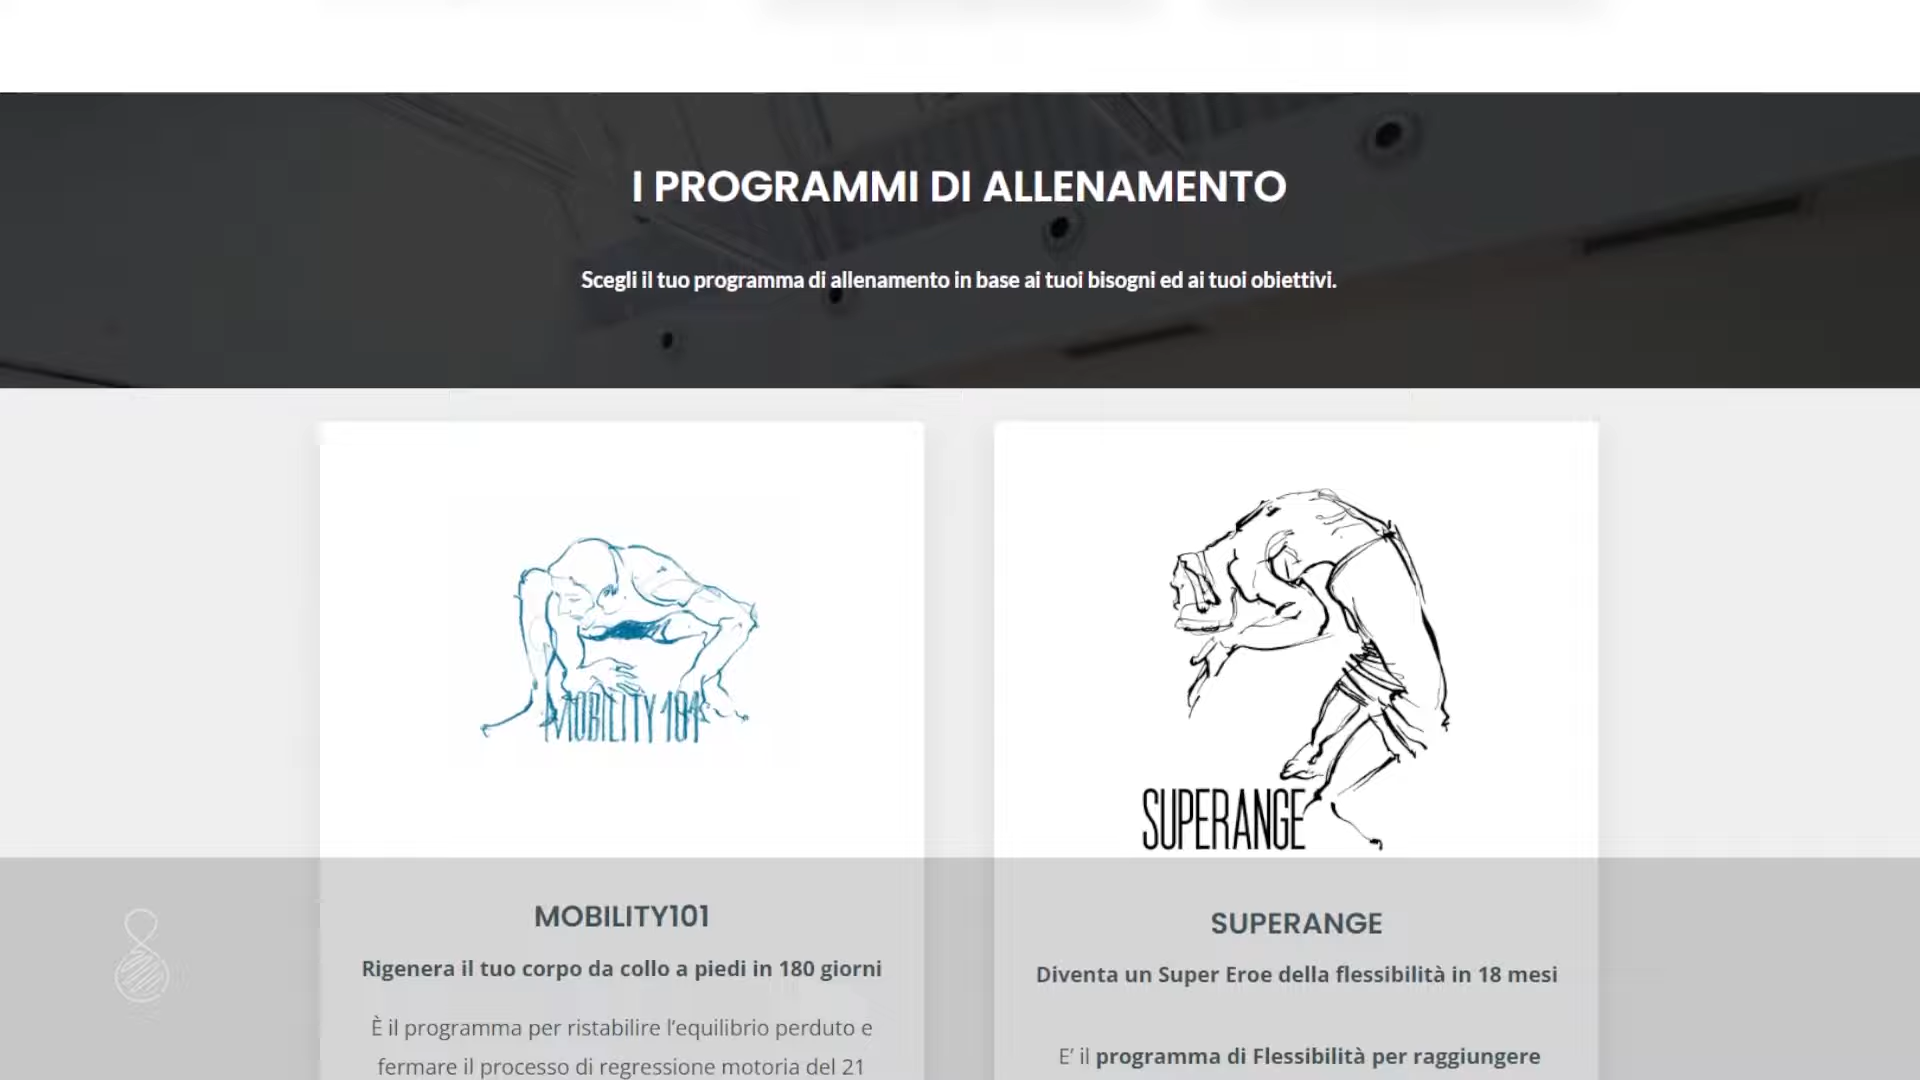 I PROGRAMMI DI ALLENAMENTO
Scegli il tuo programma di allenamento in base ai tuoi bisogni ed ai tuoi obiettivi.
MOBILITY 101
MOBILITY101
Rigenera il tuo corpo da collo a piedi in 180 giorni
È il programma per ristabilire l'equilibrio perduto e
fermare il processo di regressione motoria del 21
SUPERANGE
SUPERANGE
Diventa un Super Eroe della flessibilità in 18 mesi
E' il programma di Flessibilità per raggiungere